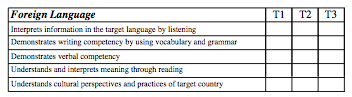 Foreign Language T1 T2 T3
Interprets information in the target language by listening
Demonstrates writing competency by using vocabulary and grammar
Demonstrates verbal competency
Understands and interprets meaning through reading
Understands cultural perspectives and practices of target country